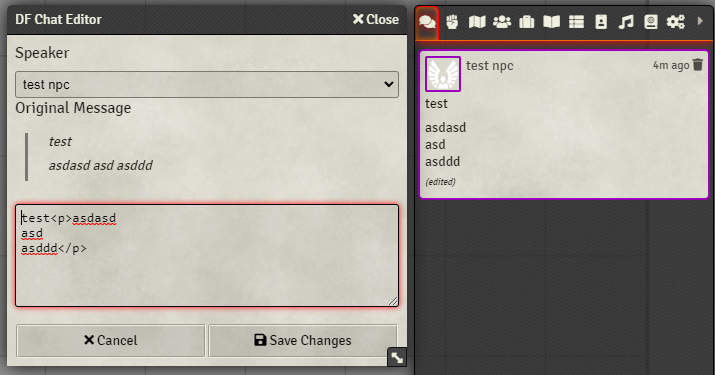 DF Chat Editor
Close
Speaker
test npc
Original Message
test
asdasd asd asddd
test<p>asdasd
asd
asddd</p>
Cancel
Save Changes
test npc
4m ago
test
asdasd
asd
asddd
(edited)